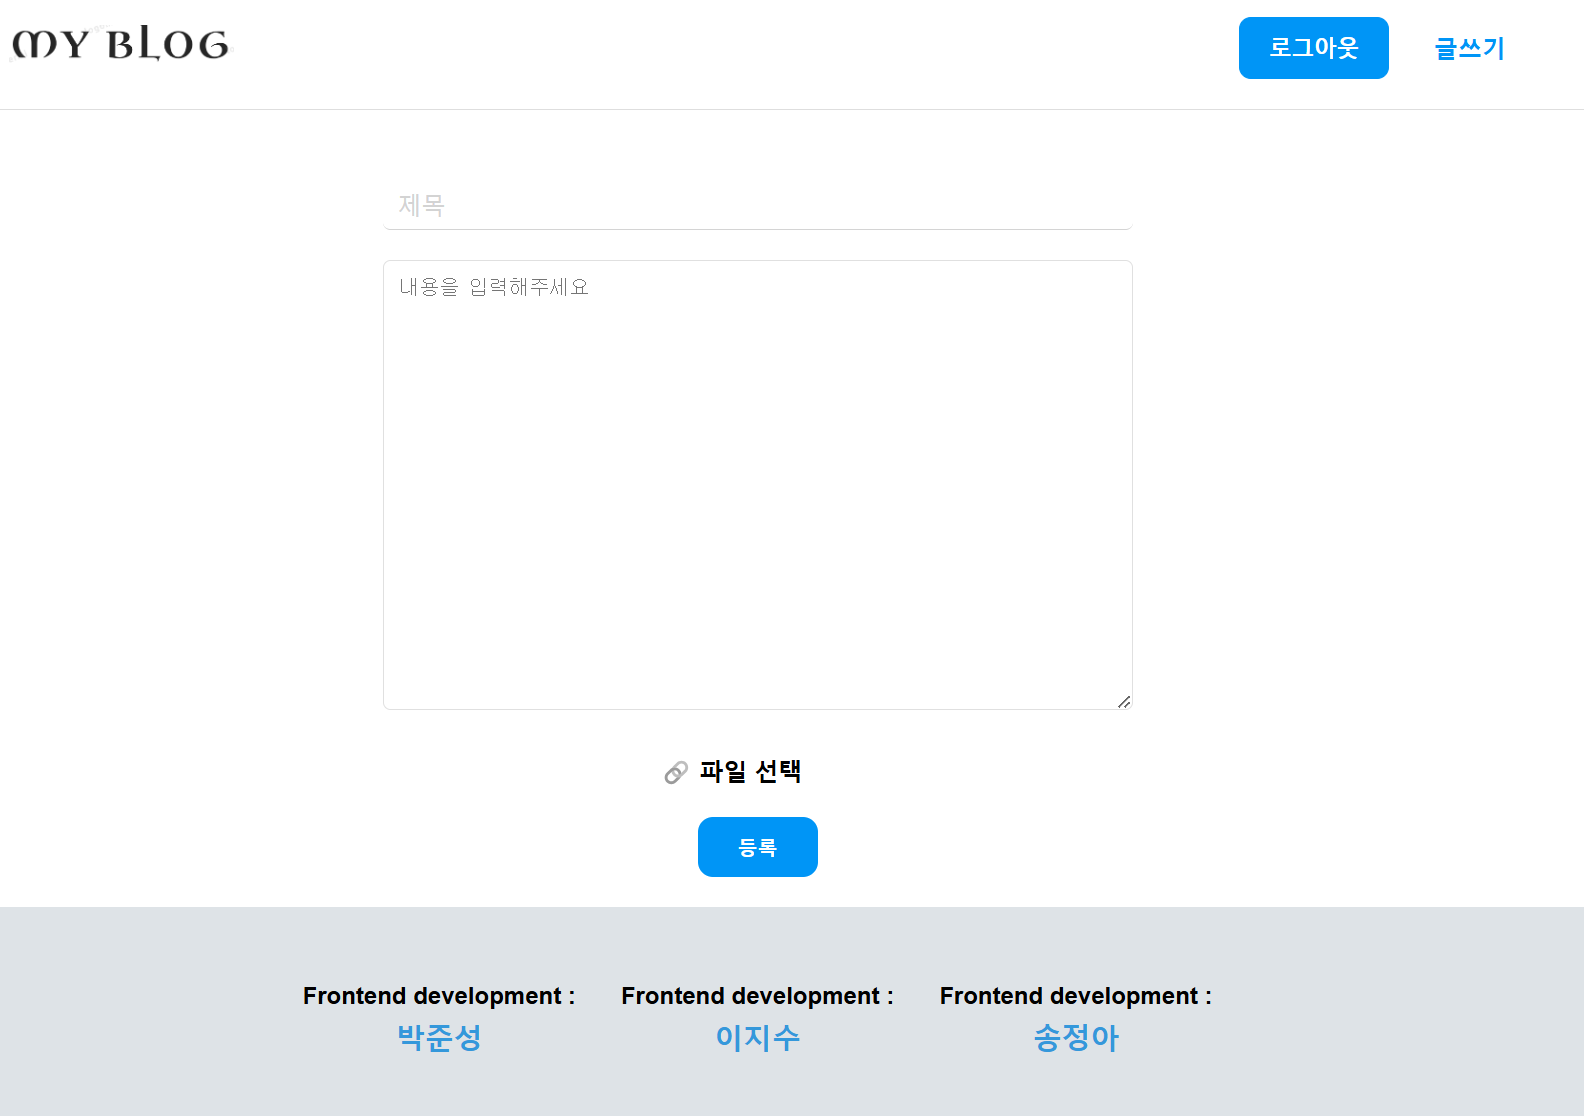 MY BLOG
로그아웃
글쓰기
제목
내용을 입력해주세요
파일 선택
등록
Frontend development : Frontend development : Frontend development :
박준성 이지수 송정아